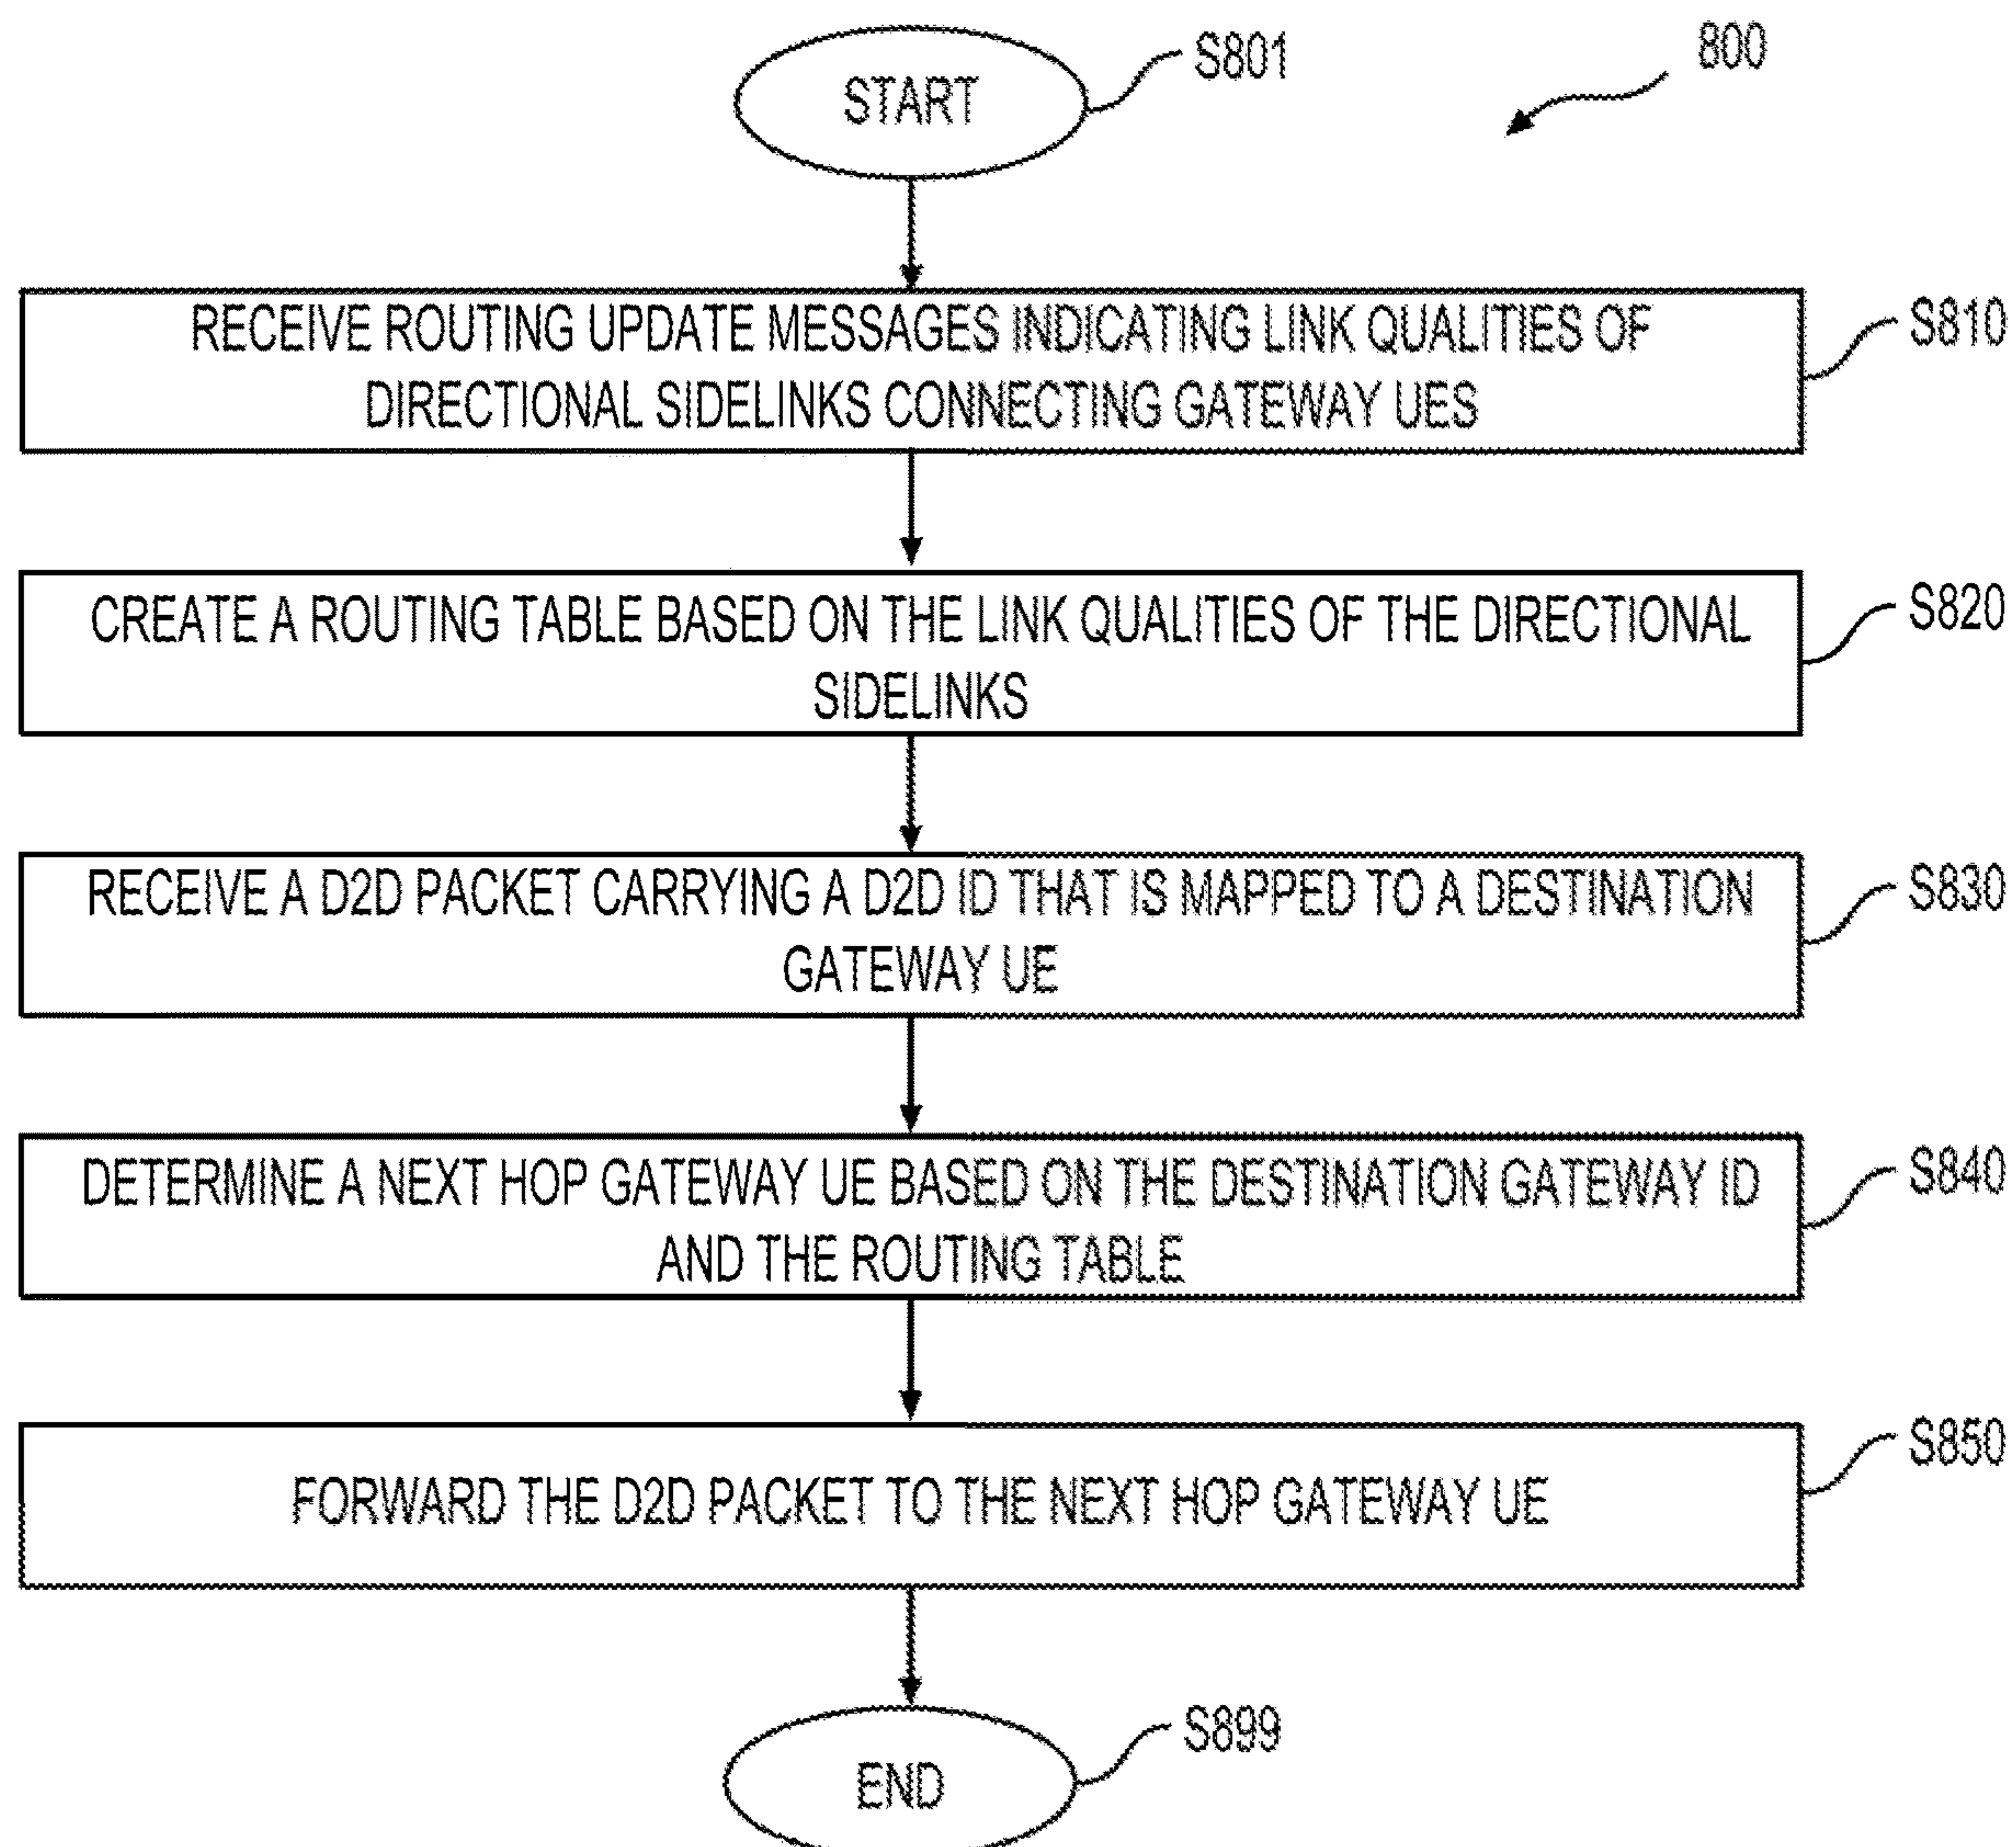 800
START
S801
RECEIVE ROUTING UPDATE MESSAGES INDICATING LINK QUALITIES OF
DIRECTIONAL SIDELINKS CONNECTING GATEWAY UES
S810
CREATE A ROUTING TABLE BASED ON THE LINK QUALITIES OF THE DIRECTIONAL
SIDELINKS
S820
RECEIVE A D2D PACKET CARRYING A D2D ID THAT IS MAPPED TO A DESTINATION
GATEWAY UE
S830
DETERMINE A NEXT HOP GATEWAY UE BASED ON THE DESTINATION GATEWAY ID
AND THE ROUTING TABLE
S840
FORWARD THE D2D PACKET TO THE NEXT HOP GATEWAY UE
S850
END
S899